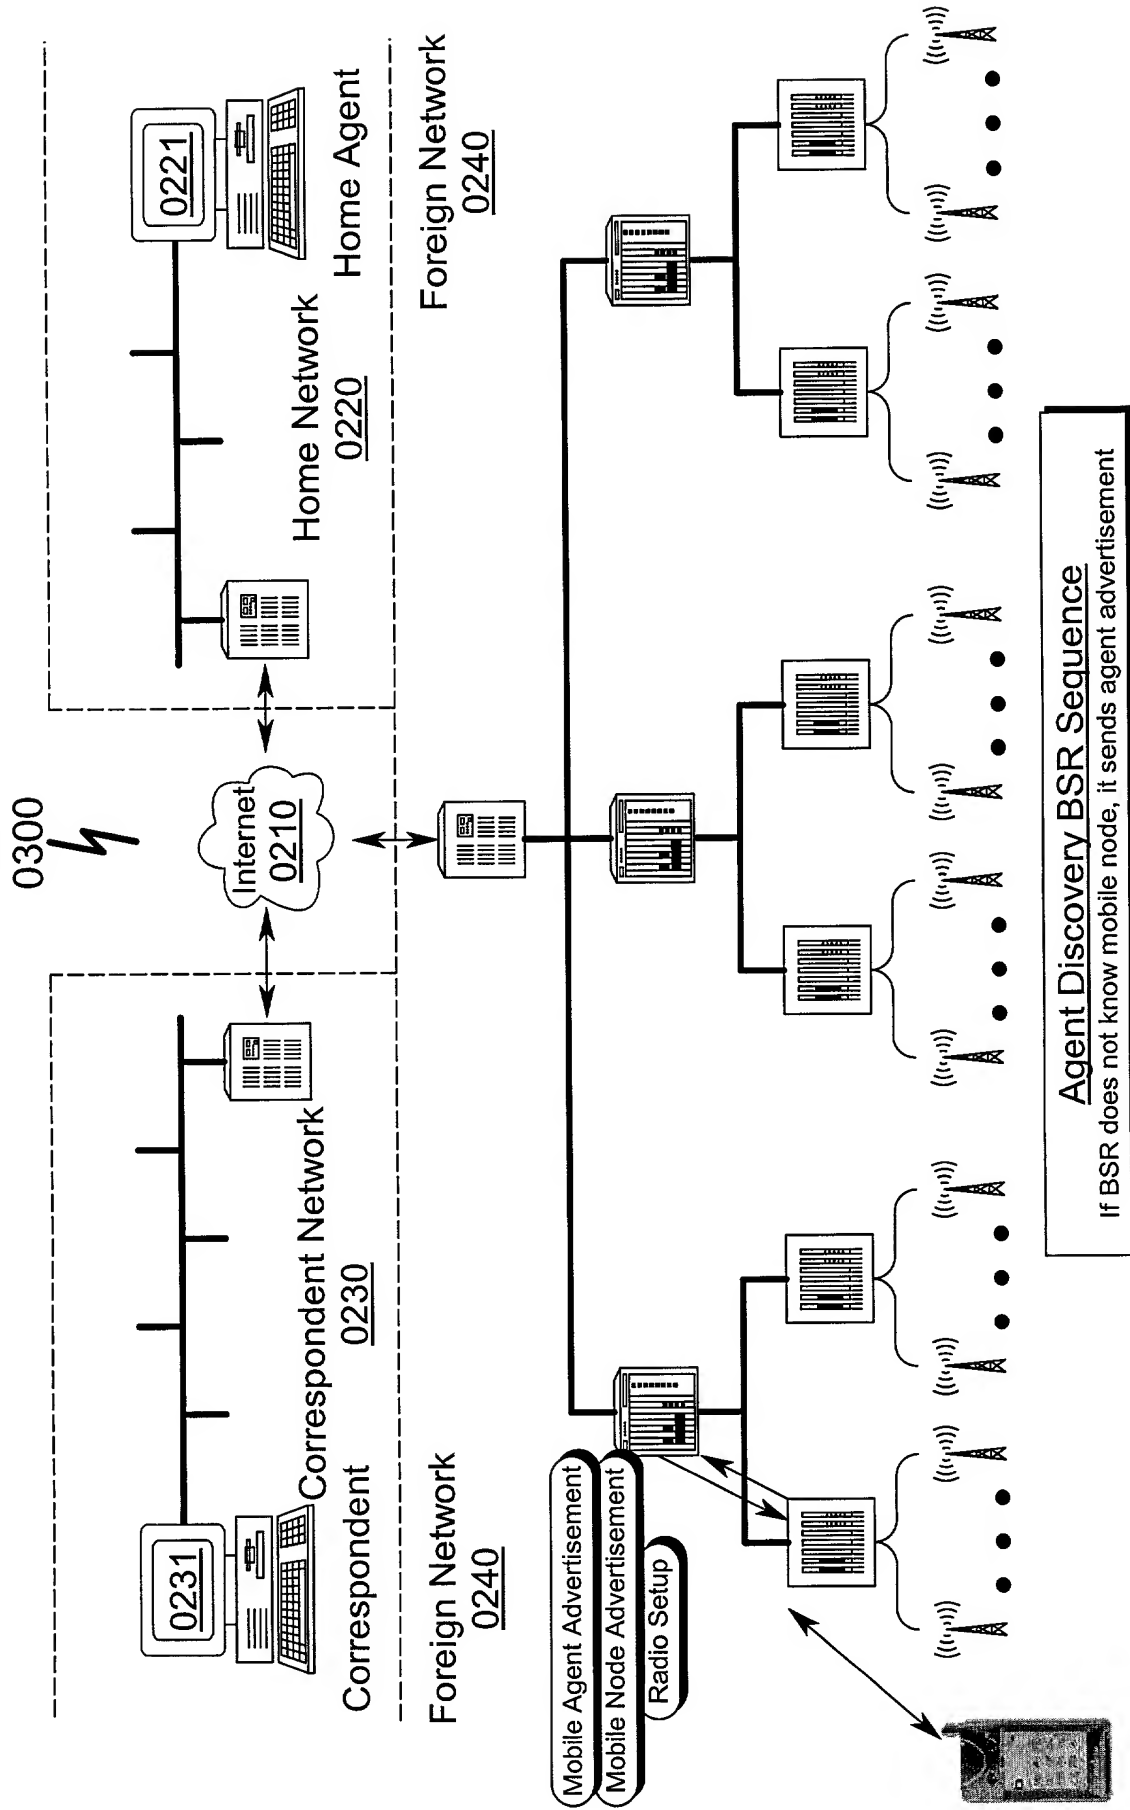 0300
0231
Correspondent
Correspondent Network
0230
Internet
0210
Home Network
0220
0221
Home Agent
Foreign Network
0240
Foreign Network
0240
Mobile Agent Advertisement
Mobile Node Advertisement
Radio Setup
Agent Discovery BSR Sequence
If BSR does not know mobile node, it sends agent advertisement